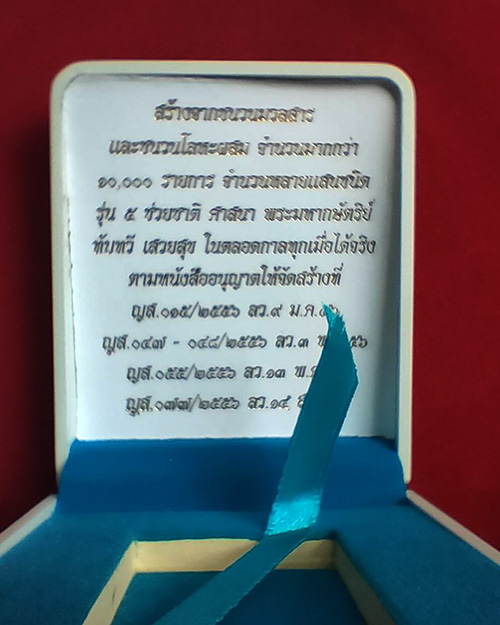 สร้างจากชนวนมวลสาร
และชนวนโลหะผสม จำนวนมากกว่า
๑๐,๐๐๐ รายการ จำนวนหลายแสนชนิด
รุ่น ๕ ช่วยชาติ ศาสนา พระมหากษัตริย์
ทันทวี เสวยสุข ในตลอดกาลทุกเมื่อได้จริง
ตามหนังสืออนุญาตให้จัดสร้างที่
ญส.๐๑๕/๒๕๕๖ ลว.๙ ม.ค.
ญส.๐๔๗ - ๐๔๘/๒๕๕๖ ลว.๓
ญส.๐๕๕/๒๕๕๖ ลว.๑๓ พ.
ญส.๐๗๗/๒๕๕๖ ลว.๑๔